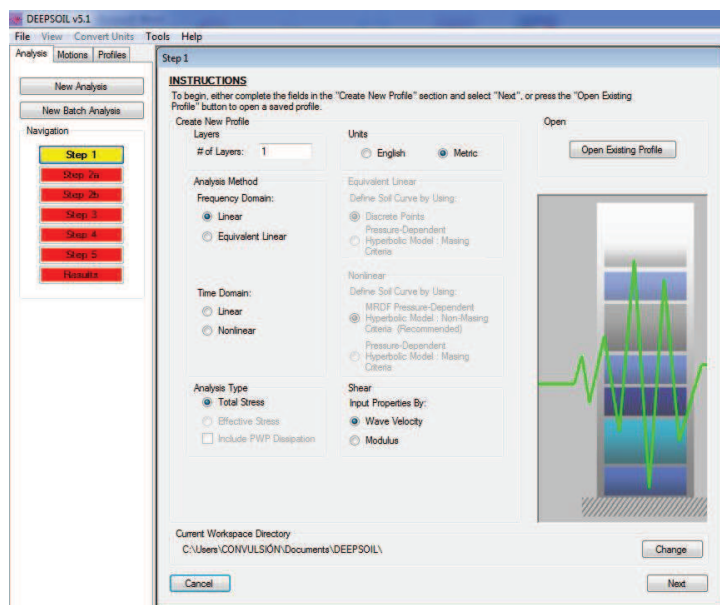 DEEPSOIL v5.1
File View Convert Units Tools Help
Analysis Motions Profiles
New Analysis
New Batch Analysis
Navigation
Step 1
Step 2a
Step 2b
Step 3
Step 4
Step 5
Results
Step 1
INSTRUCTIONS
To begin, either complete the fields in the "Create New Profile" section and select "Next", or press the "Open Existing
Profile" button to open a saved profile.
Create New Profile
Layers
# of Layers: 1
Units
English Metric
Open
Open Existing Profile
Analysis Method
Frequency Domain:
Linear
Equivalent Linear
Time Domain:
Linear
Nonlinear
Equivalent Linear
Define Soil Curve by Using:
Discrete Points
Pressure-Dependent
Hyperbolic Model : Masing
Criteria
Nonlinear
Define Soil Curve by Using:
MRDF Pressure-Dependent
Hyperbolic Model : Non-Masing
Criteria (Recommended)
Pressure-Dependent
Hyperbolic Model : Masing
Criteria
Analysis Type
Total Stress
Effective Stress
Include PWP Dissipation
Shear
Input Properties By:
Wave Velocity
Modulus
Current Workspace Directory
C:\Users\CONVULSIÓN\Documents\DEEPSOIL\
Change
Cancel
Next